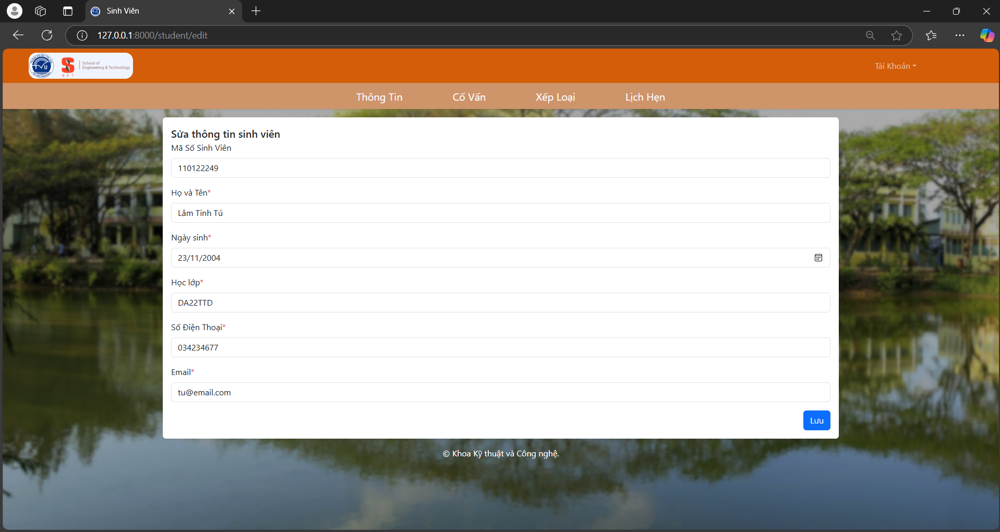 Sinh Viên
127.0.0.1:8000/student/edit
TVU
SET
School of
Engineering & Technology
Tài Khoản
Thông Tin
Cố Vấn
Xếp Loại
Lịch Hẹn
Sửa thông tin sinh viên
Mã Số Sinh Viên
110122249
Họ và Tên*
Lâm Tinh Tú
Ngày sinh*
23/11/2004
Học lớp*
DA22TTD
Số Điện Thoại*
034234677
Email*
tu@email.com
Lưu
© Khoa Kỹ thuật và Công nghệ.